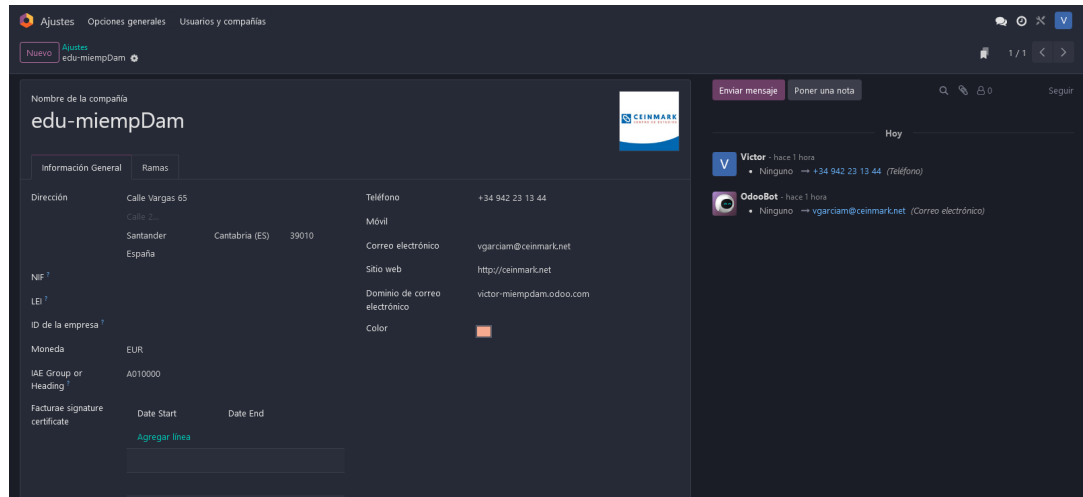 Ajustes Opciones generales Usuarios y compañías V
Nuevo Ajustes 1 / 1
edu-miempDam
Nombre de la compañía
edu-miempDam
CEINMARK
CENTRO DE ESTUDIOS
Información General Ramas
Dirección Calle Vargas 65
Calle 2...
Santander Cantabria (ES) 39010
España
NIF ?
LEI ?
ID de la empresa ?
Moneda EUR
IAE Group or Heading ? A010000
Facturae signature certificate Date Start Date End
Agregar línea
Teléfono +34 942 23 13 44
Móvil
Correo electrónico vgarciam@ceinmark.net
Sitio web http://ceinmark.net
Dominio de correo electrónico victor-miempdam.odoo.com
Color
Enviar mensaje Poner una nota 0 Seguir
Hoy
V Victor - hace 1 hora
• Ninguno → +34 942 23 13 44 (Teléfono)
OdooBot - hace 1 hora
• Ninguno → vgarciam@ceinmark.net (Correo electrónico)